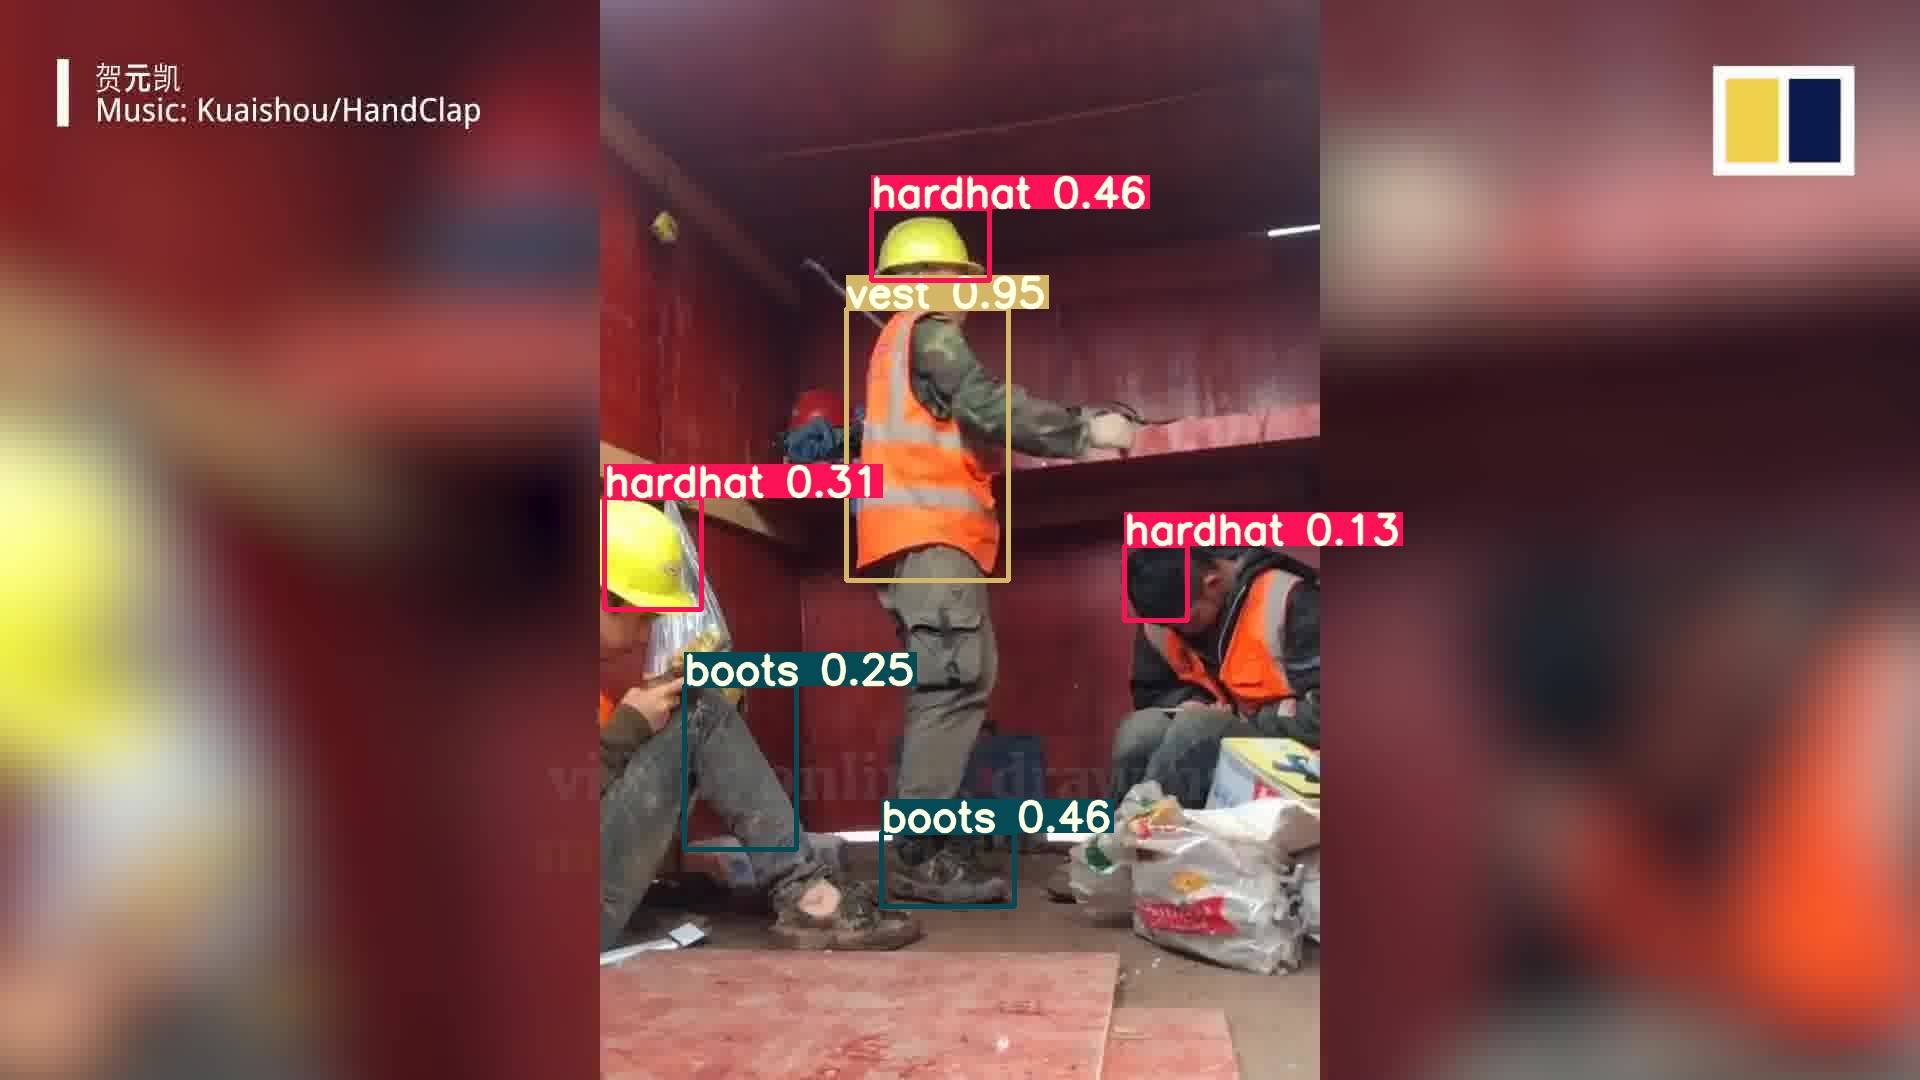 贺元凯
Music: Kuaishou/HandClap
hardhat 0.46
vest 0.95
hardhat 0.31
hardhat 0.13
boots 0.25
boots 0.46